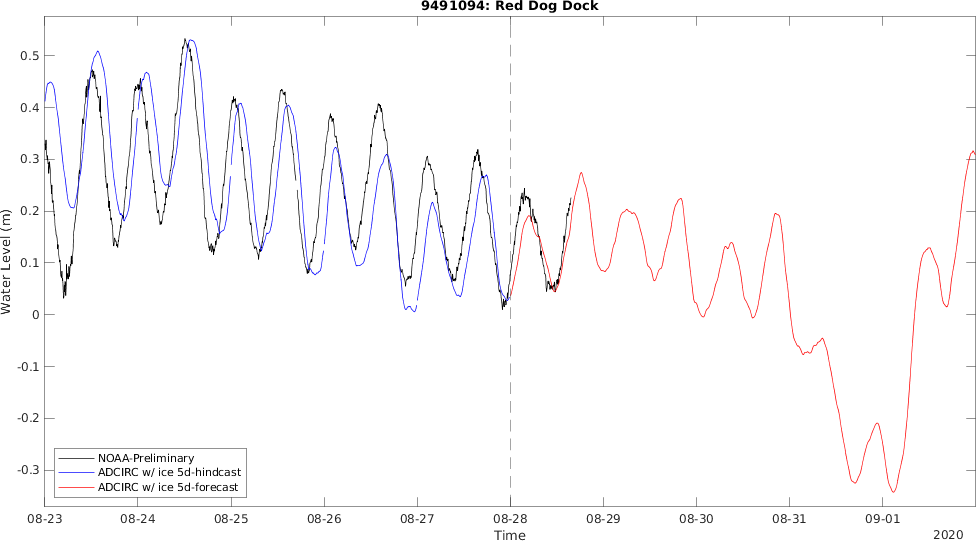 9491094: Red Dog Dock
Water Level (m)
0.5
0.4
0.3
0.2
0.1
0
-0.1
-0.2
-0.3
NOAA-Preliminary
ADCIRC w/ ice 5d-hindcast
ADCIRC w/ ice 5d-forecast
08-23 08-24 08-25 08-26 08-27 08-28 08-29 08-30 08-31 09-01
Time
2020